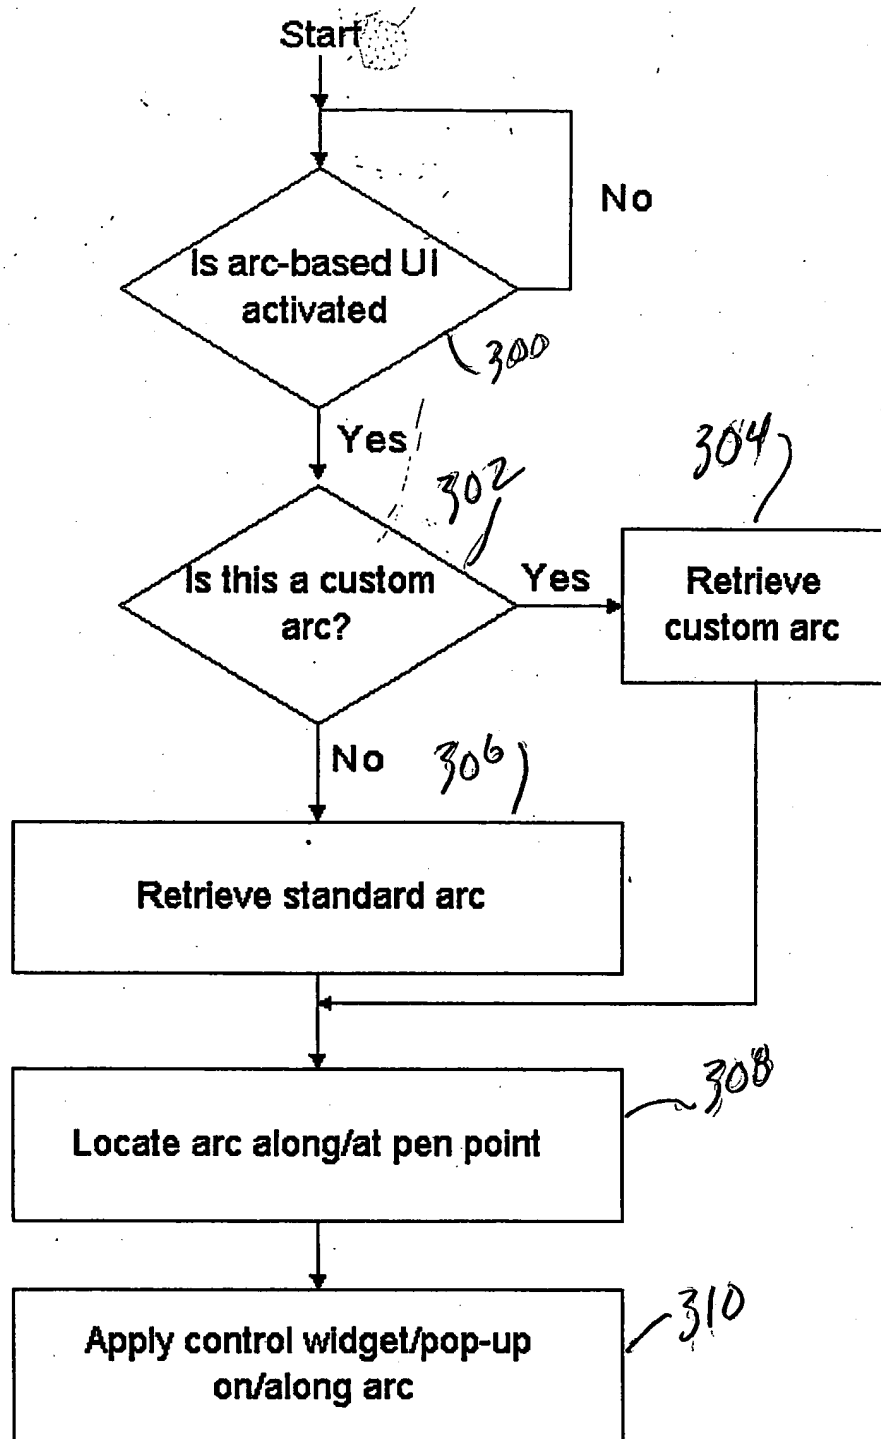 Start
No
Is arc-based UI
activated
300
Yes
304
302
Is this a custom
arc?
Yes
Retrieve
custom arc
No
306
Retrieve standard arc
308
Locate arc along/at pen point
310
Apply control widget/pop-up
on/along arc